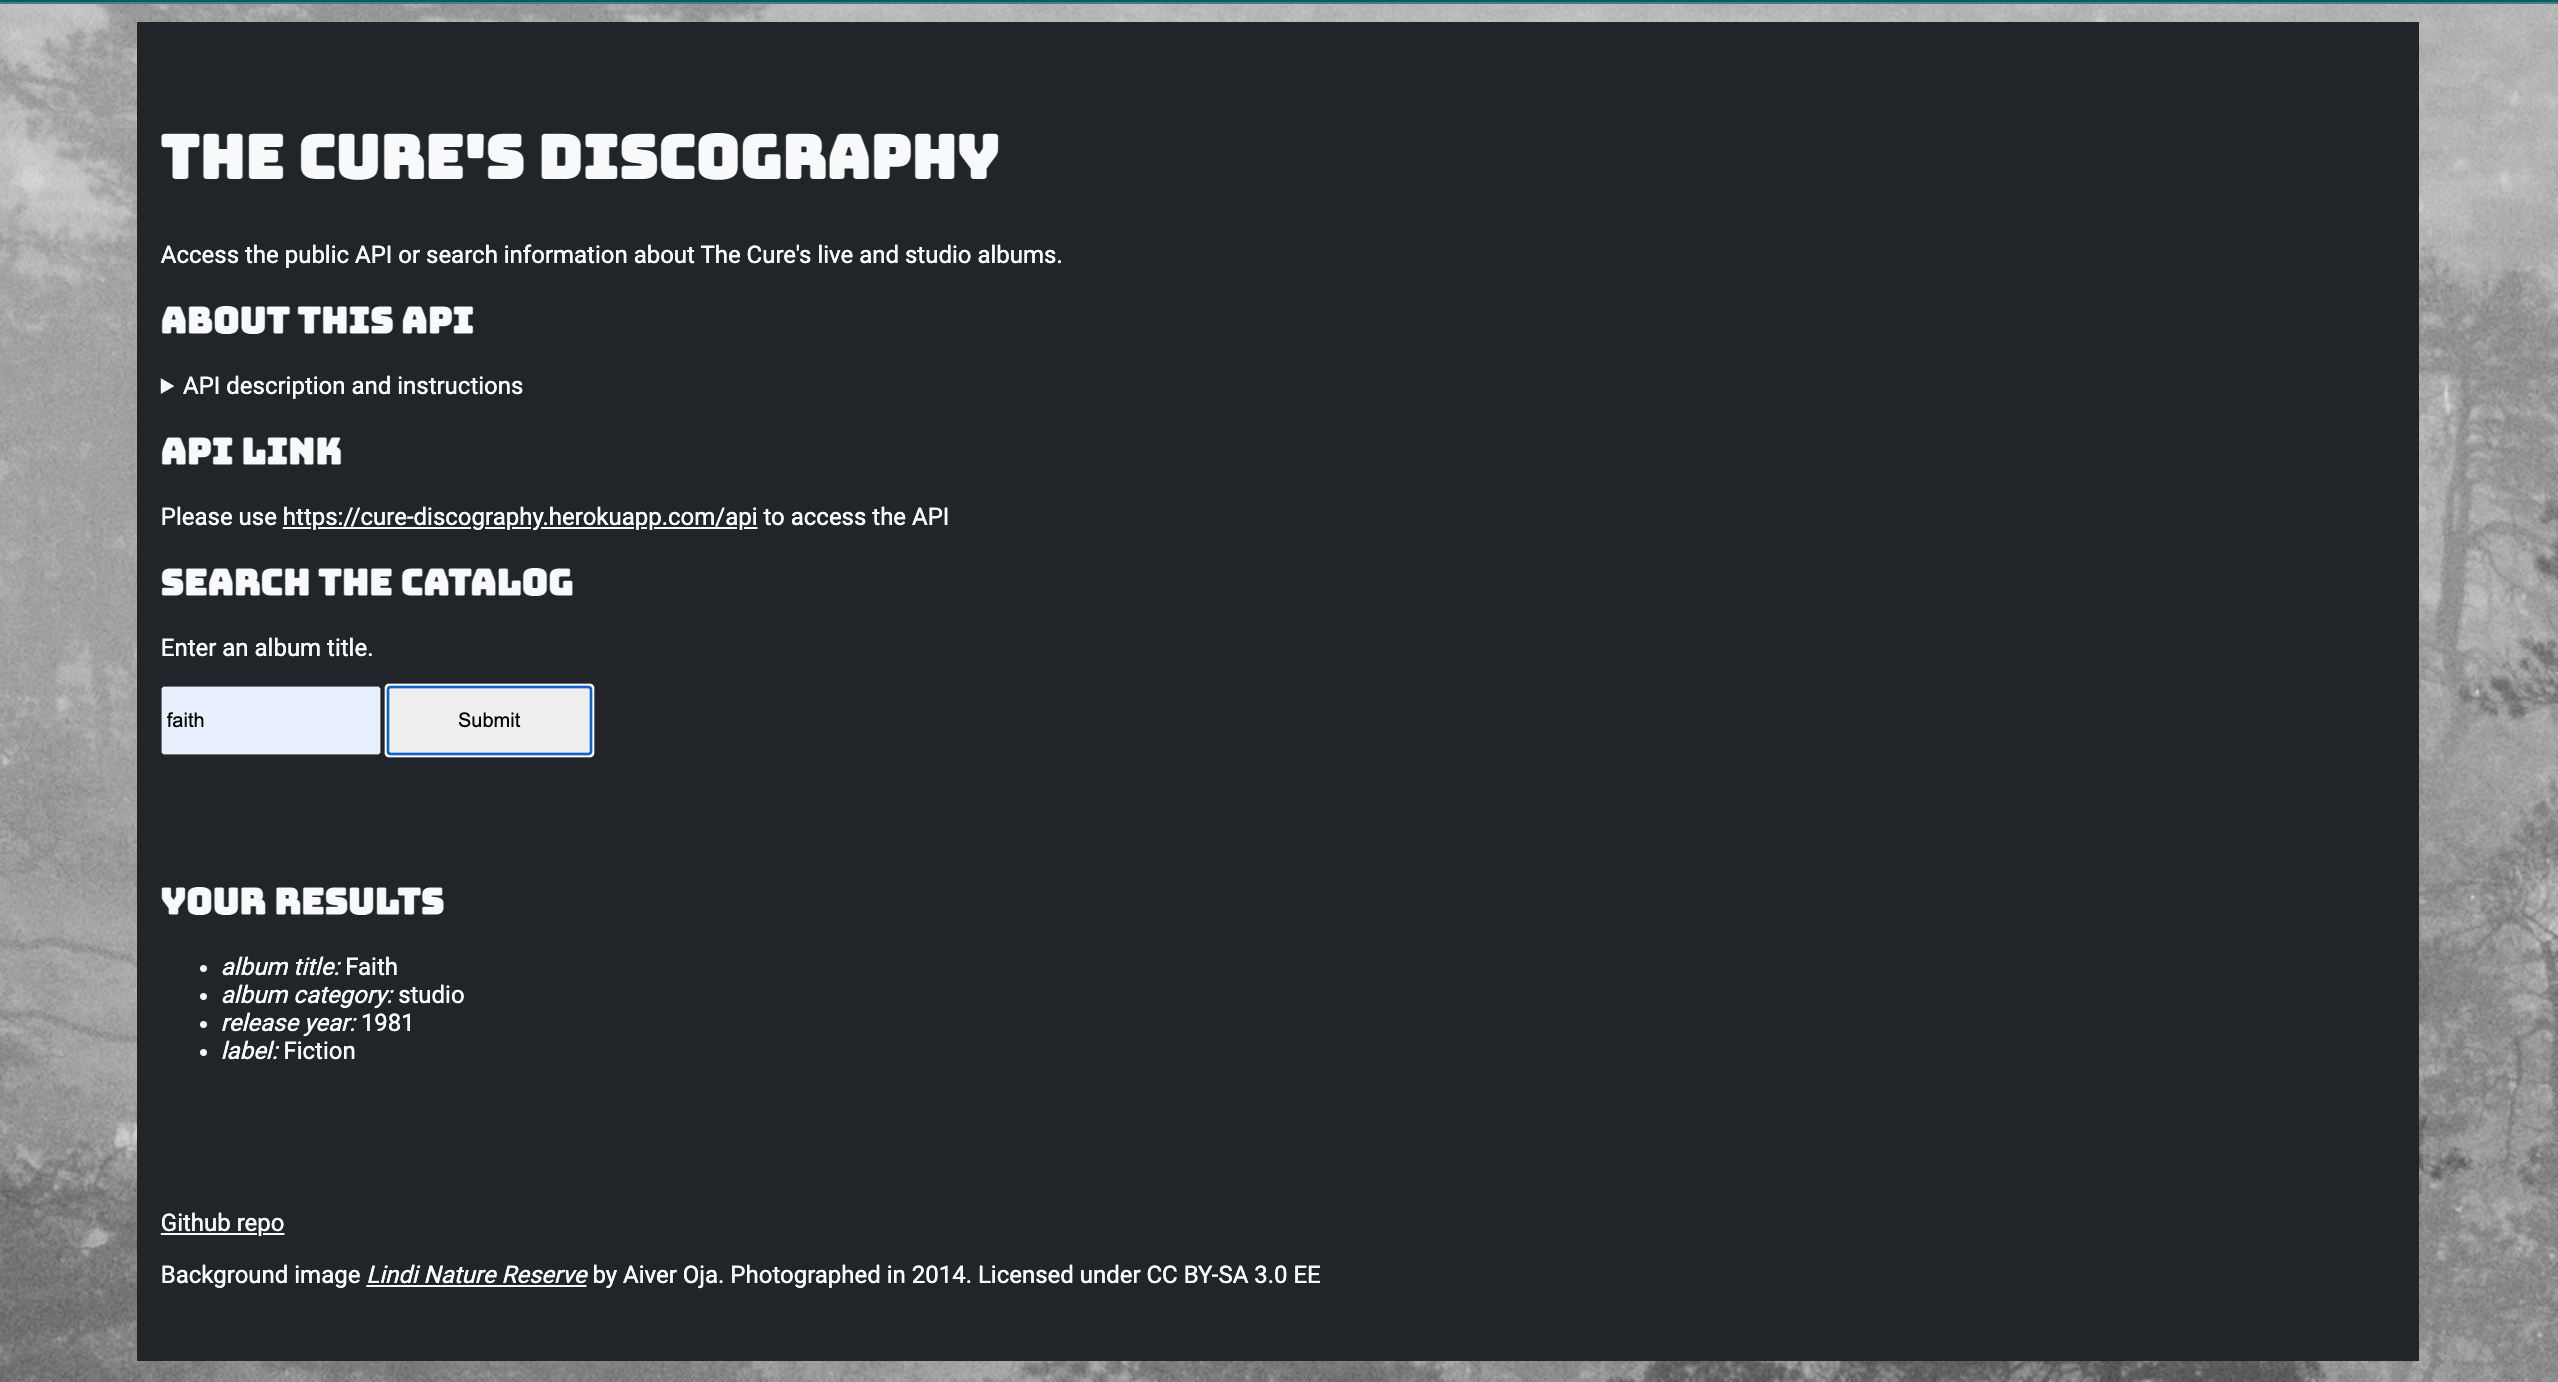 THE CURE'S DISCOGRAPHY
Access the public API or search information about The Cure's live and studio albums.
ABOUT THIS API
▶ API description and instructions
API LINK
Please use https://cure-discography.herokuapp.com/api to access the API
SEARCH THE CATALOG
Enter an album title.
faith Submit
YOUR RESULTS
• album title: Faith
• album category: studio
• release year: 1981
• label: Fiction
Github repo
Background image Lindi Nature Reserve by Aiver Oja. Photographed in 2014. Licensed under CC BY-SA 3.0 EE